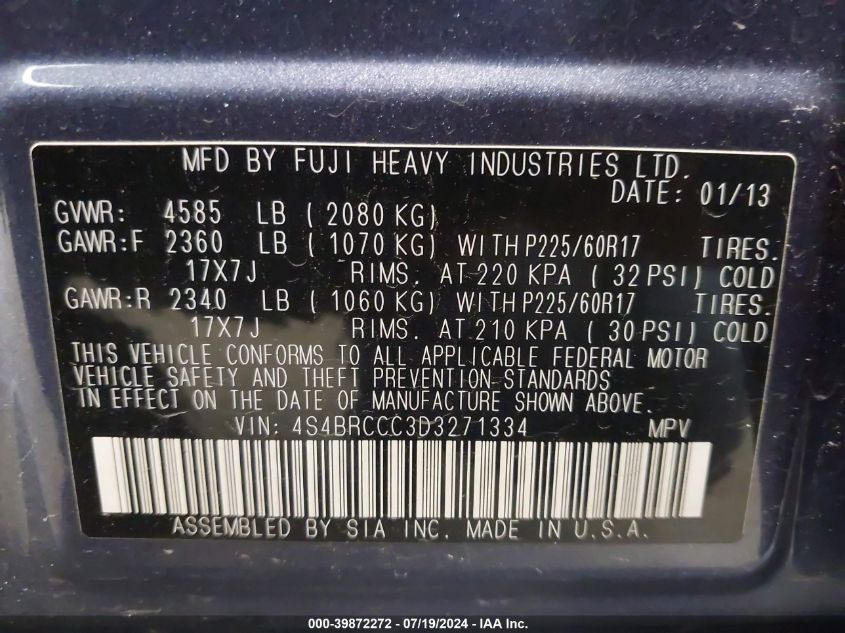 MFD BY FUJI HEAVY INDUSTRIES LTD.
DATE: 01/13
GVWR: 4585 LB ( 2080 KG)
GAWR:F 2360 LB ( 1070 KG) WITH P225/60R17 TIRES.
17X7J RIMS. AT 220 KPA ( 32 PSI) COLD
GAWR:R 2340 LB ( 1060 KG) WITH P225/60R17 TIRES.
17X7J RIMS. AT 210 KPA ( 30 PSI) COLD
THIS VEHICLE CONFORMS TO ALL APPLICABLE FEDERAL MOTOR
VEHICLE SAFETY AND THEFT PREVENTION STANDARDS
IN EFFECT ON THE DATE OF MANUFACTURE SHOWN ABOVE.
VIN: 4S4BRCCC3D3271334 MPV
ASSEMBLED BY SIA INC. MADE IN U.S.A.
000-39872272 - 07/19/2024 - IAA Inc.